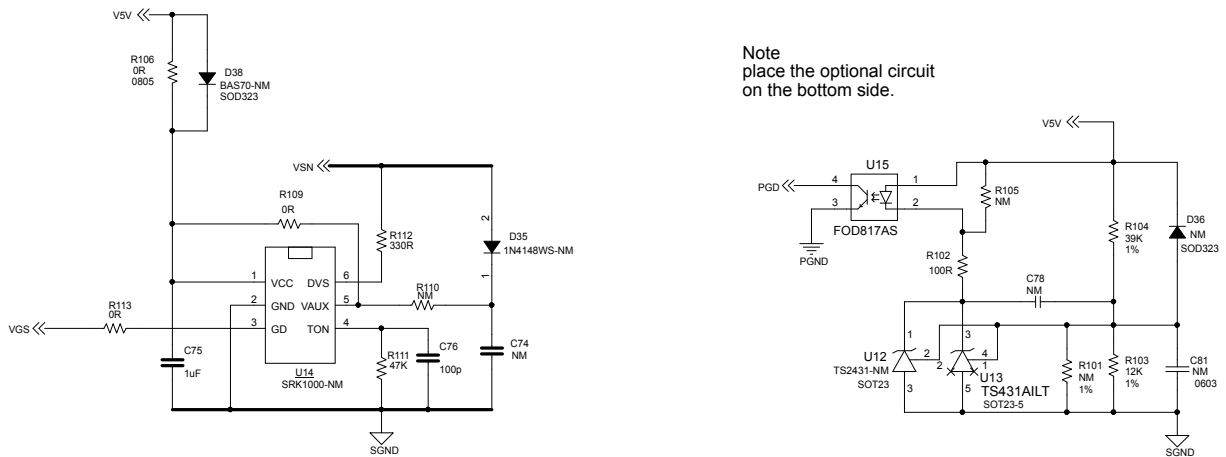 V5V
R106
0R
0805
D38
BAS70-NM
SOD323
VSN
R109
0R
R112
330R
2
D35
1N4148WS-NM
1
1
VCC
DVS
6
2
GND
VAUX
5
R110
NM
3
GD
TON
4
VGS
R113
0R
C75
1uF
U14
SRK1000-NM
R111
47K
C76
100p
C74
NM
SGND
Note
place the optional circuit
on the bottom side.
V5V
U15
PGD
4
1
3
2
FOD817AS
PGND
R105
NM
R104
39K
1%
D36
NM
SOD323
R102
100R
C78
NM
1
3
U12
2
2
4
1
TS2431-NM
SOT23
3
U13
TS431AILT
5
SOT23-5
R101
NM
1%
R103
12K
1%
C81
NM
0603
SGND